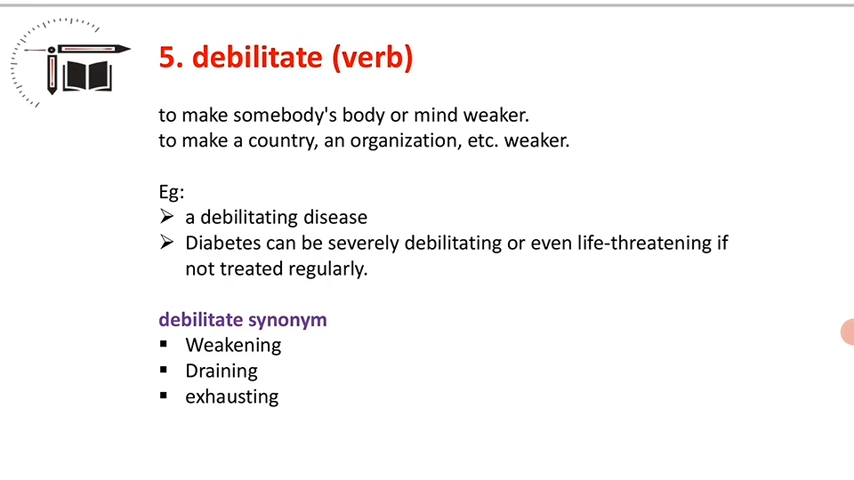 5. debilitate (verb)
to make somebody's body or mind weaker.
to make a country, an organization, etc. weaker.
Eg:
➢ a debilitating disease
➢ Diabetes can be severely debilitating or even life-threatening if
not treated regularly.
debilitate synonym
▪ Weakening
▪ Draining
▪ exhausting